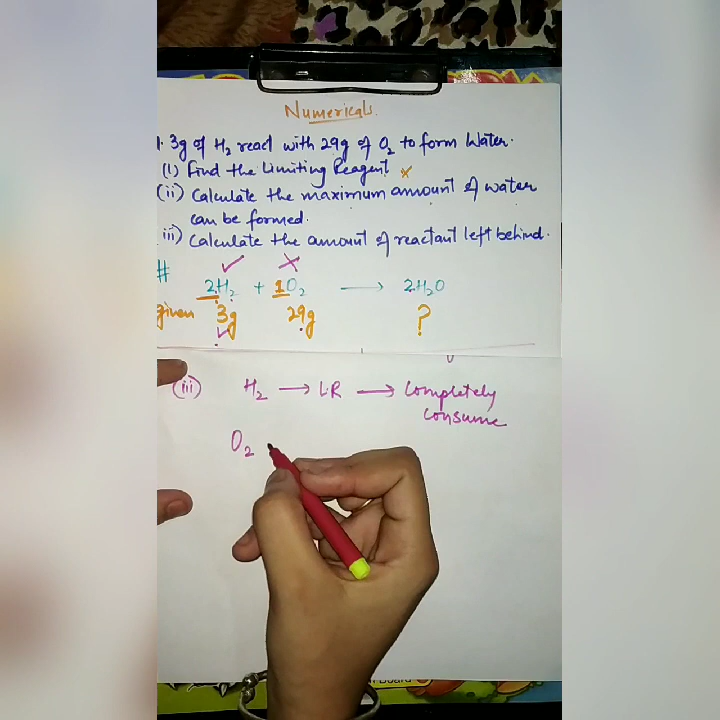 Numericals.
1. 3g of H₂ react with 29g of O₂ to form Water.
(i) Find the Limiting Reagent ×
(ii) Calculate the maximum amount of water
can be formed.
iii) Calculate the amount of reactant left behind.
# 2H₂ + 1O₂ → 2H₂O
given 3g 29g ?
(iii) H₂ → L.R → Completely
consume
O₂
Board